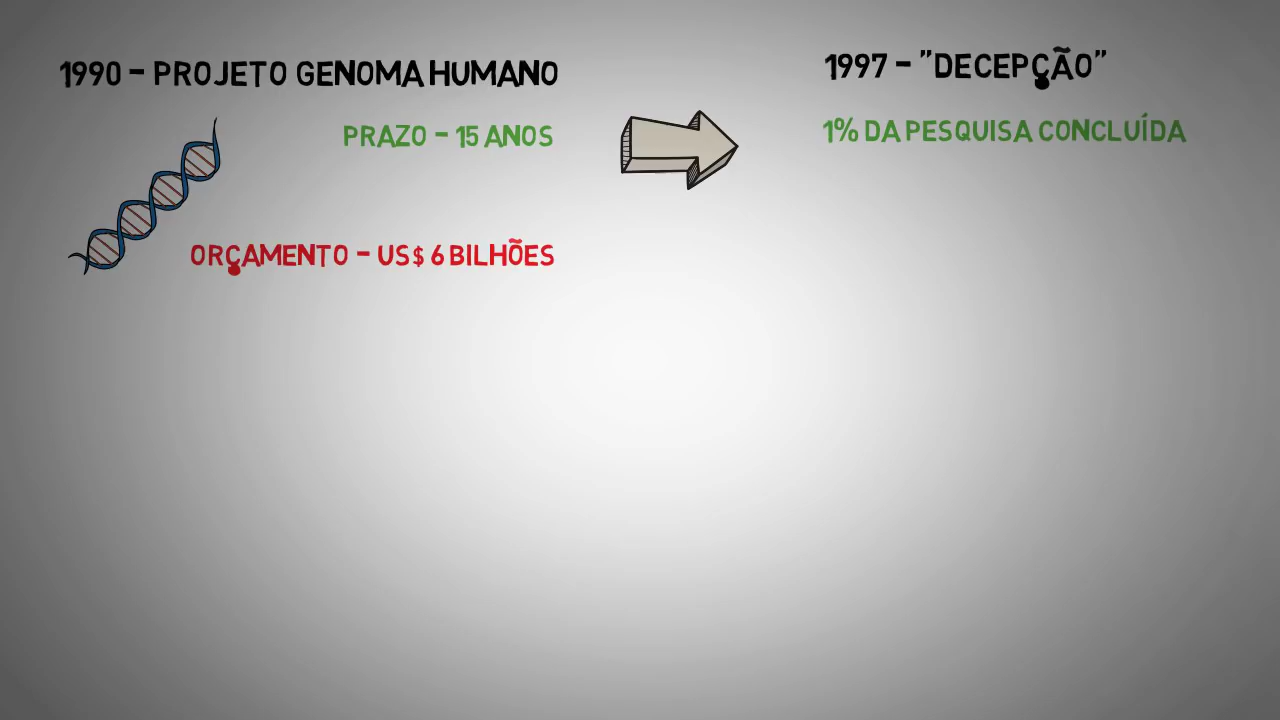 1990 - PROJETO GENOMA HUMANO
PRAZO - 15 ANOS
ORÇAMENTO - US$ 6 BILHÕES
1997 - "DECEPÇÃO"
1% DA PESQUISA CONCLUÍDA